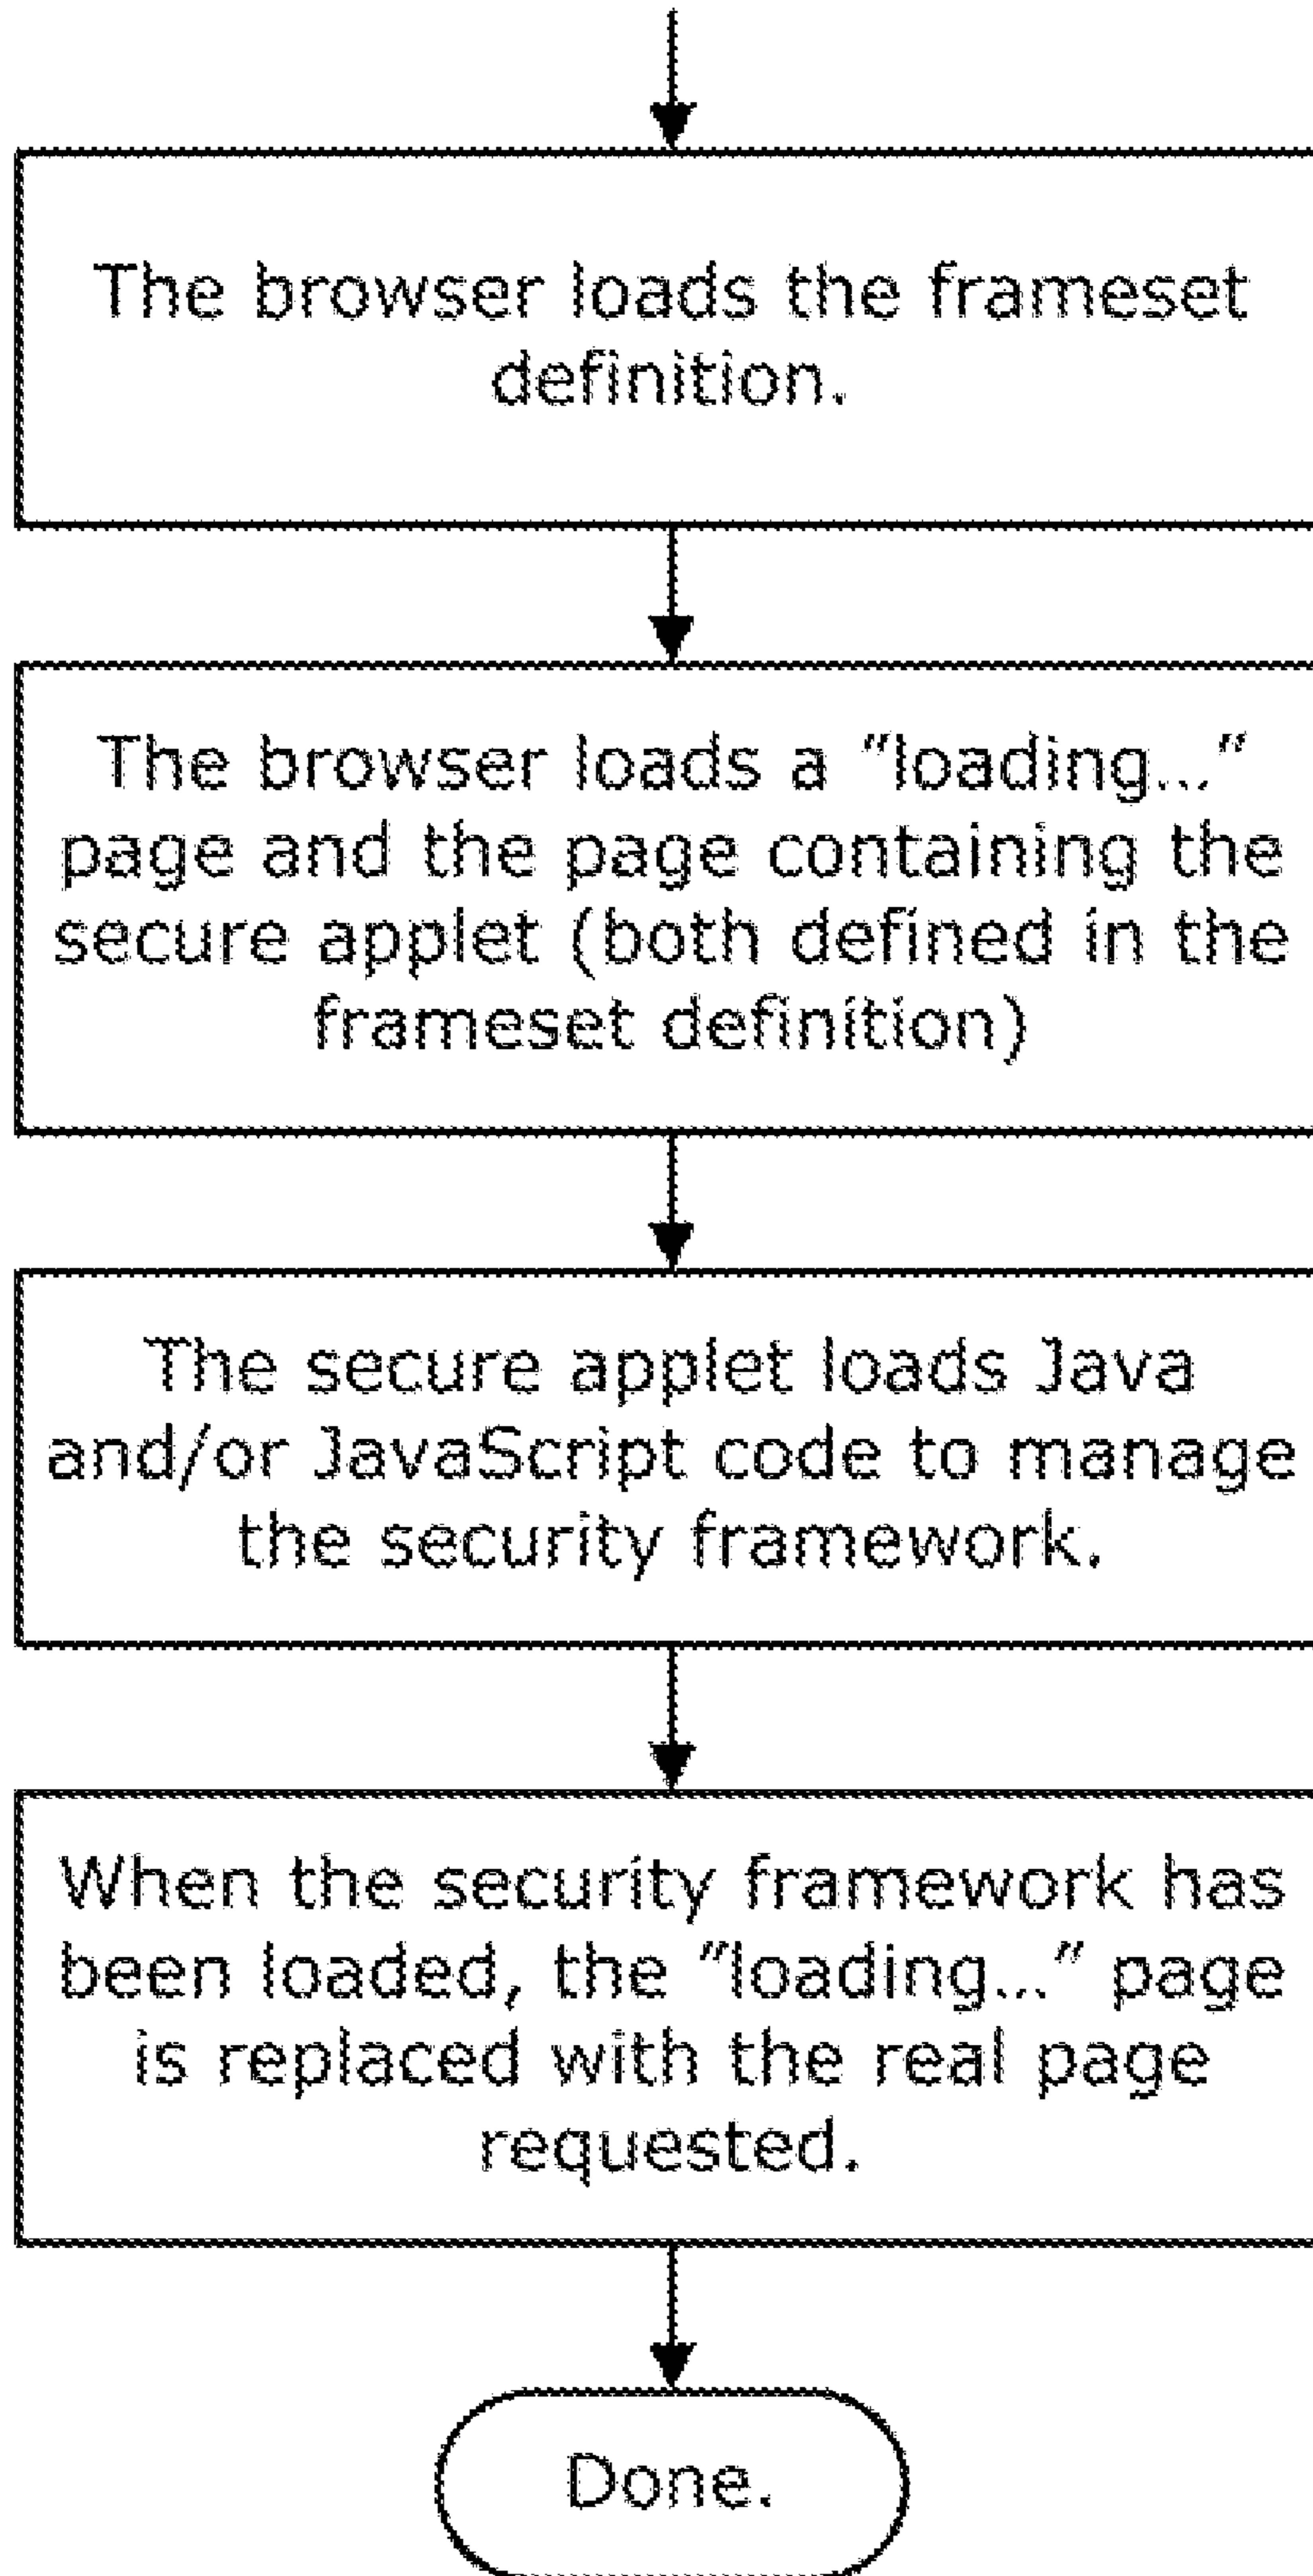 The browser loads the frameset
definition.
The browser loads a "loading..."
page and the page containing the
secure applet (both defined in the
frameset definition)
The secure applet loads Java
and/or JavaScript code to manage
the security framework.
When the security framework has
been loaded, the "loading..." page
is replaced with the real page
requested.
Done.